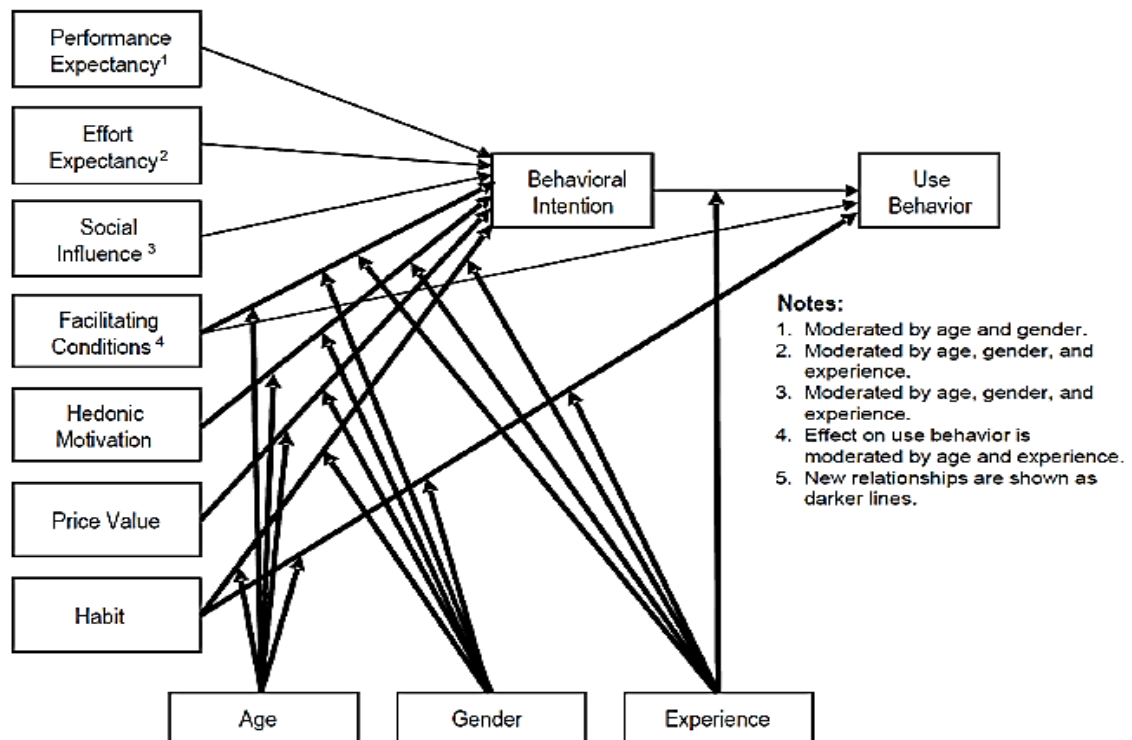 Performance
Expectancy1
Effort
Expectancy2
Social
Influence 3
Facilitating
Conditions 4
Hedonic
Motivation
Price Value
Habit
Behavioral
Intention
Use
Behavior
Notes:
1. Moderated by age and gender.
2. Moderated by age, gender, and
experience.
3. Moderated by age, gender, and
experience.
4. Effect on use behavior is
moderated by age and experience.
5. New relationships are shown as
darker lines.
Age
Gender
Experience